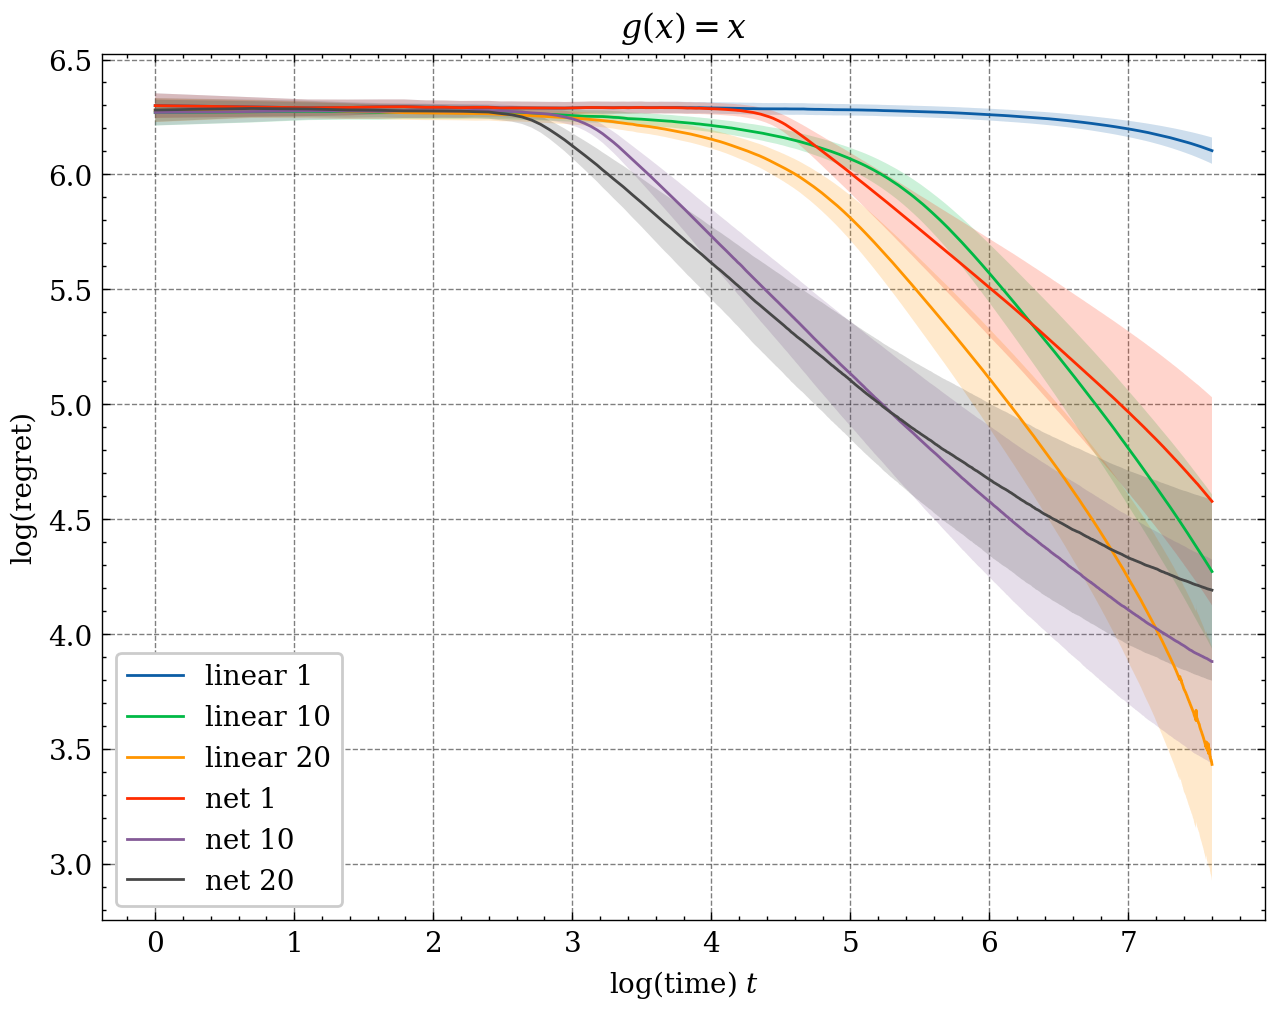 g(x) = x
log(regret)
6.5
6.0
5.5
5.0
4.5
4.0
3.5
3.0
linear 1
linear 10
linear 20
net 1
net 10
net 20
0 1 2 3 4 5 6 7
log(time) t